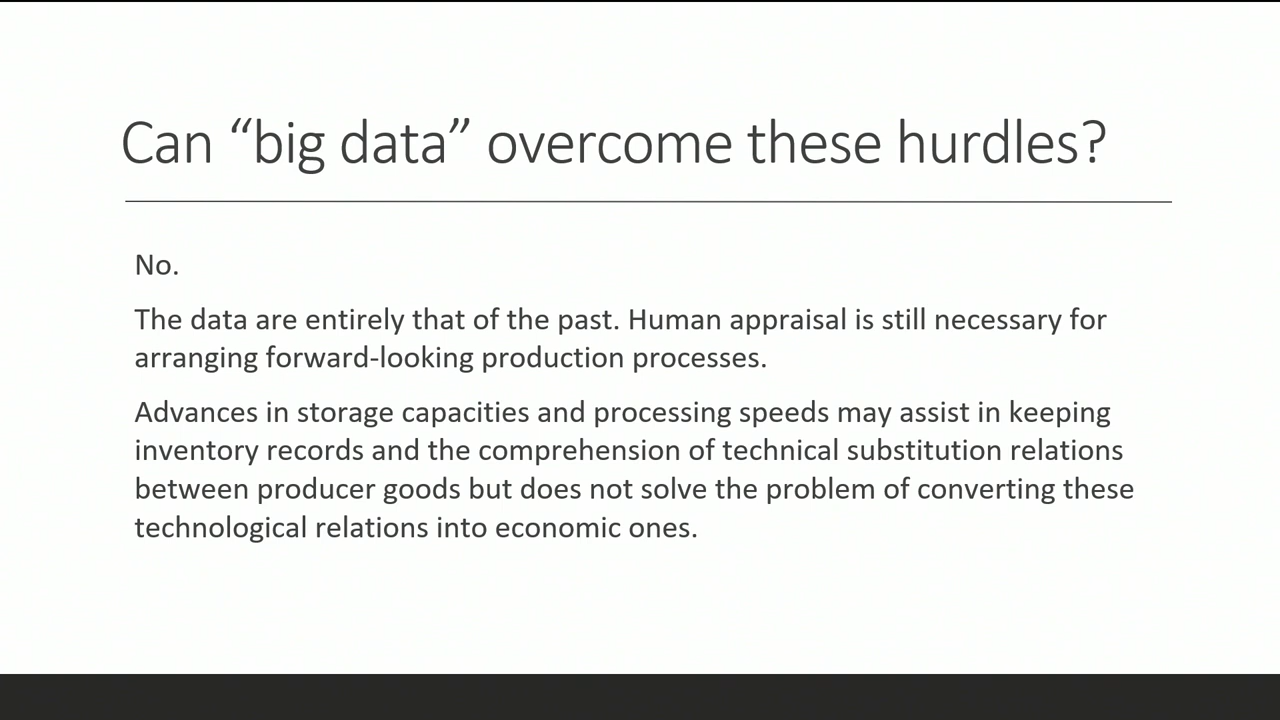 Can “big data” overcome these hurdles?
No.
The data are entirely that of the past. Human appraisal is still necessary for
arranging forward-looking production processes.
Advances in storage capacities and processing speeds may assist in keeping
inventory records and the comprehension of technical substitution relations
between producer goods but does not solve the problem of converting these
technological relations into economic ones.